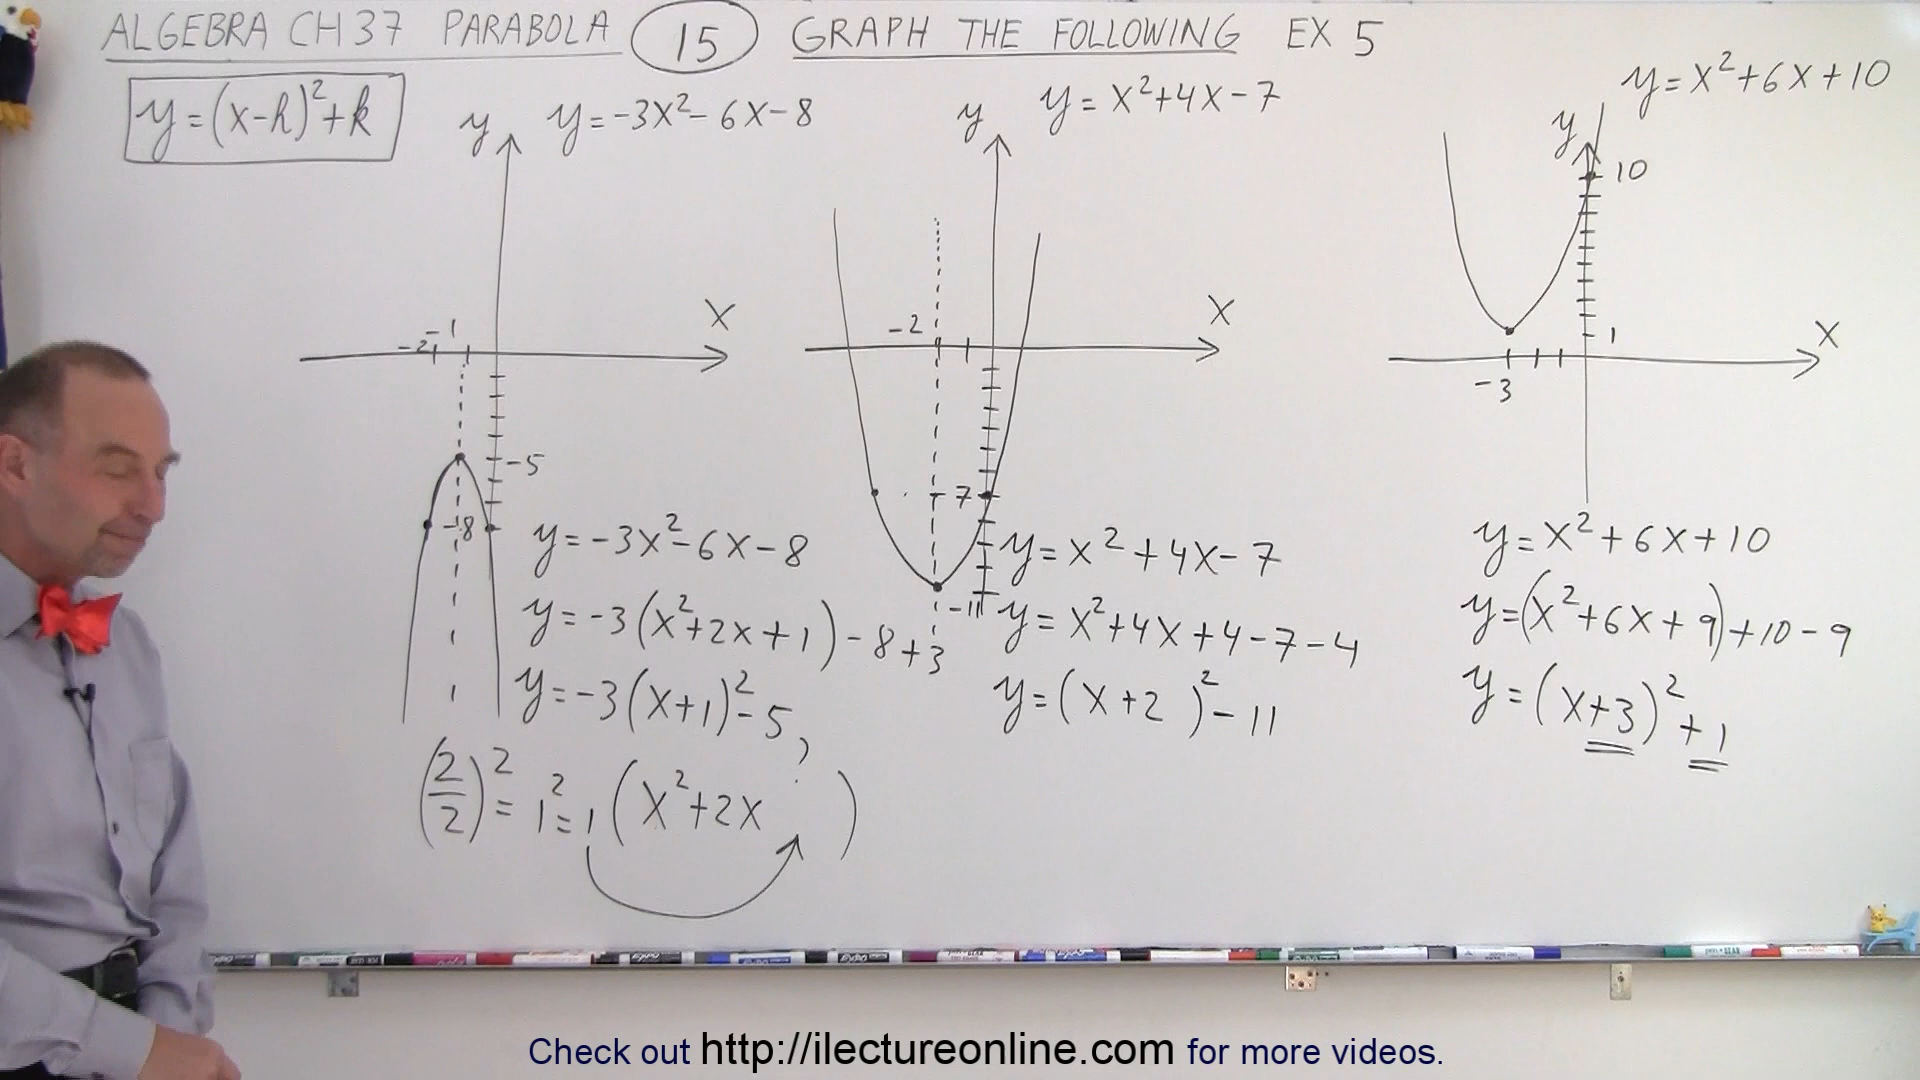 ALGEBRA CH 37 PARABOLA 15 GRAPH THE FOLLOWING EX 5
y=(x-h)²+k
y
y=-3x²-6x-8
-1
-2
x
-5
-8
y=-3x²-6x-8
y=-3(x²+2x+1)-8+3
y=-3(x+1)²-5
(2/2)²=1²=1(x²+2x ? )
y
y=x²+4x-7
-2
x
-7
-11
y=x²+4x-7
y=x²+4x+4-7-4
y=(x+2)²-11
y=x²+6x+10
y
10
1
x
-3
y=x²+6x+10
y=(x²+6x+9)+10-9
y=(x+3)²+1
Check out http://ilectureonline.com for more videos.